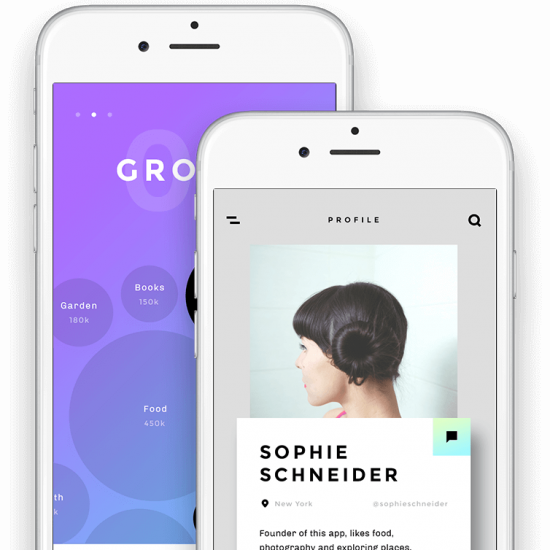 0
GRO
Books
150k
Garden
180k
Food
450k
th
k
PROFILE
SOPHIE
SCHNEIDER
New York @sophieschneider
Founder of this app, likes food,
photography and exploring places.